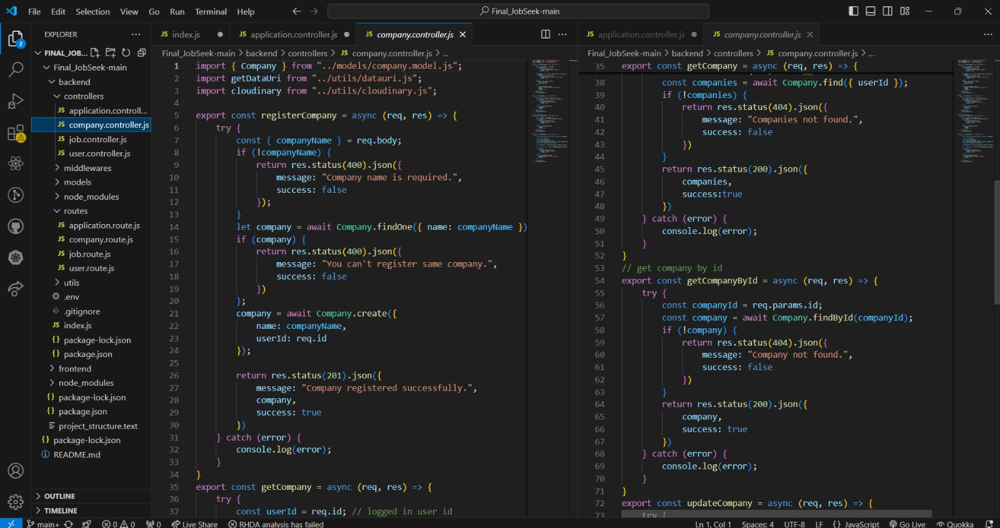 File Edit Selection View Go Run Terminal Help
Final_JobSeek-main
EXPLORER
FINAL_JOB...
Final_JobSeek-main
backend
controllers
JS application.controll...
JS company.controller.js
JS job.controller.js
JS user.controller.js
middlewares
models
node_modules
routes
JS application.route.js
JS company.route.js
JS job.route.js
JS user.route.js
utils
.env
.gitignore
JS index.js
{} package-lock.json
{} package.json
frontend
node_modules
{} package-lock.json
{} package.json
project_structure.text
{} package-lock.json
README.md
OUTLINE
TIMELINE
2
JS index.js
JS application.controller.js
JS company.controller.js
Final_JobSeek-main > backend > controllers > JS company.controller.js > ...
1 import { Company } from "../models/company.model.js";
2 import getDataUri from "../utils/datauri.js";
3 import cloudinary from "../utils/cloudinary.js";
4
5 export const registerCompany = async (req, res) => {
6 try {
7 const { companyName } = req.body;
8 if (!companyName) {
9 return res.status(400).json({
10 message: "Company name is required.",
11 success: false
12 });
13 }
14 let company = await Company.findOne({ name: companyName })
15 if (company) {
16 return res.status(400).json({
17 message: "You can't register same company.",
18 success: false
19 })
20 };
21 company = await Company.create({
22 name: companyName,
23 userId: req.id
24 });
25
26 return res.status(201).json({
27 message: "Company registered successfully.",
28 company,
29 success: true
30 })
31 } catch (error) {
32 console.log(error);
33 }
34 }
35 export const getCompany = async (req, res) => {
36 try {
37 const userId = req.id; // logged in user id
JS application.controller.js
JS company.controller.js
Final_JobSeek-main > backend > controllers > JS company.controller.js > ...
35 export const getCompany = async (req, res) => {
38 const companies = await Company.find({ userId });
39 if (!companies) {
40 return res.status(404).json({
41 message: "Companies not found.",
42 success: false
43 })
44 }
45 return res.status(200).json({
46 companies,
47 success:true
48 })
49 } catch (error) {
50 console.log(error);
51 }
52 }
53 // get company by id
54 export const getCompanyById = async (req, res) => {
55 try {
56 const companyId = req.params.id;
57 const company = await Company.findById(companyId);
58 if (!company) {
59 return res.status(404).json({
60 message: "Company not found.",
61 success: false
62 })
63 }
64 return res.status(200).json({
65 company,
66 success: true
67 })
68 } catch (error) {
69 console.log(error);
70 }
71 }
72 export const updateCompany = async (req, res) => {
73 try {
main+ 0 0 0 Live Share RHDA analysis has failed
Ln 1, Col 1 Spaces: 4 UTF-8 LF {} JavaScript Go Live Quokka